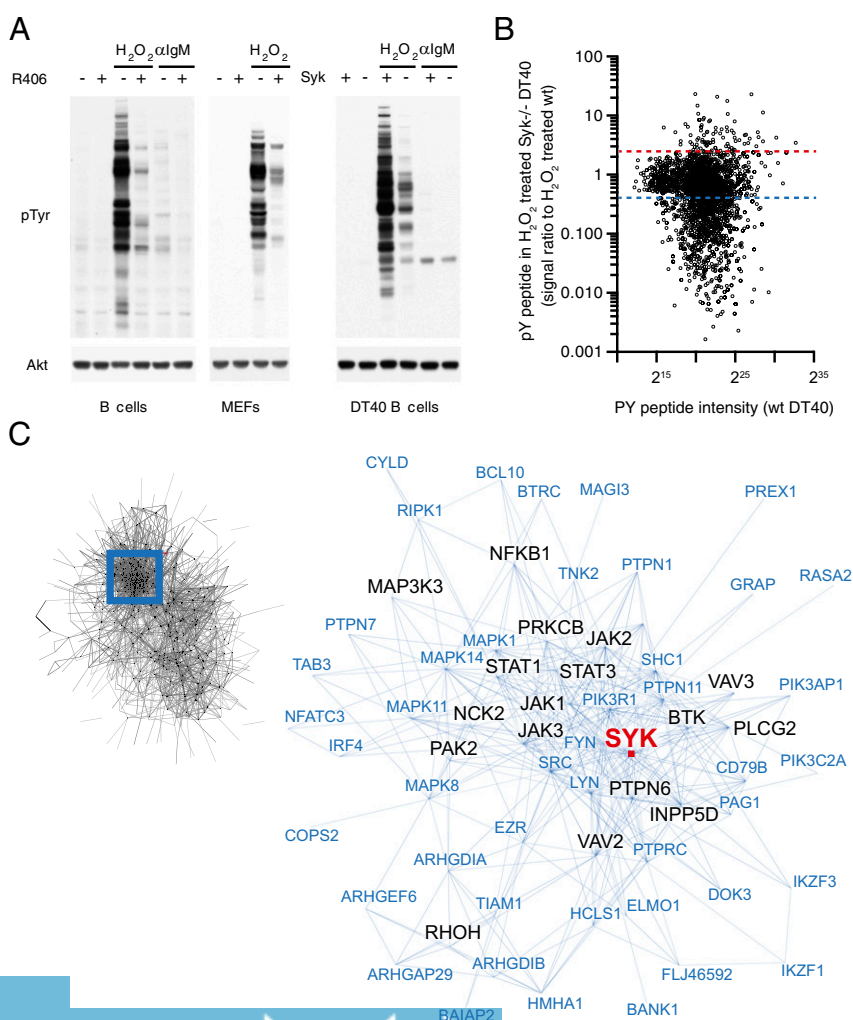 A
H2O2 αIgM
H2O2
H2O2 αIgM
R406 - + - + - + - + - + Syk + - + - + -
pTyr
Akt
B cells MEFs DT40 B cells
B
pY peptide in H2O2 treated Syk-/- DT40
(signal ratio to H2O2 treated wt)
100
10
1
0.100
0.010
0.001
2^15 2^25 2^35
PY peptide intensity (wt DT40)
C
CYLD
BCL10
BTRC
MAGI3
PREX1
RIPK1
NFKB1
TNK2
PTPN1
MAP3K3
GRAP
RASA2
PTPN7
PRKCB
JAK2
MAPK1
TAB3
MAPK14
STAT1
STAT3
SHC1
PTPN11
VAV3
PIK3AP1
NFATC3
MAPK11
NCK2
JAK1
PIK3R1
BTK
PLCG2
IRF4
PAK2
JAK3
FYN
SYK
PIK3C2A
SRC
CD79B
MAPK8
LYN
PTPN6
PAG1
INPP5D
COPS2
EZR
VAV2
PTPRC
ARHGDIA
IKZF3
ARHGEF6
TIAM1
DOK3
HCLS1
ELMO1
RHOH
ARHGAP29
ARHGDIB
FLJ46592
IKZF1
HMHA1
BANK1
BAIAP2